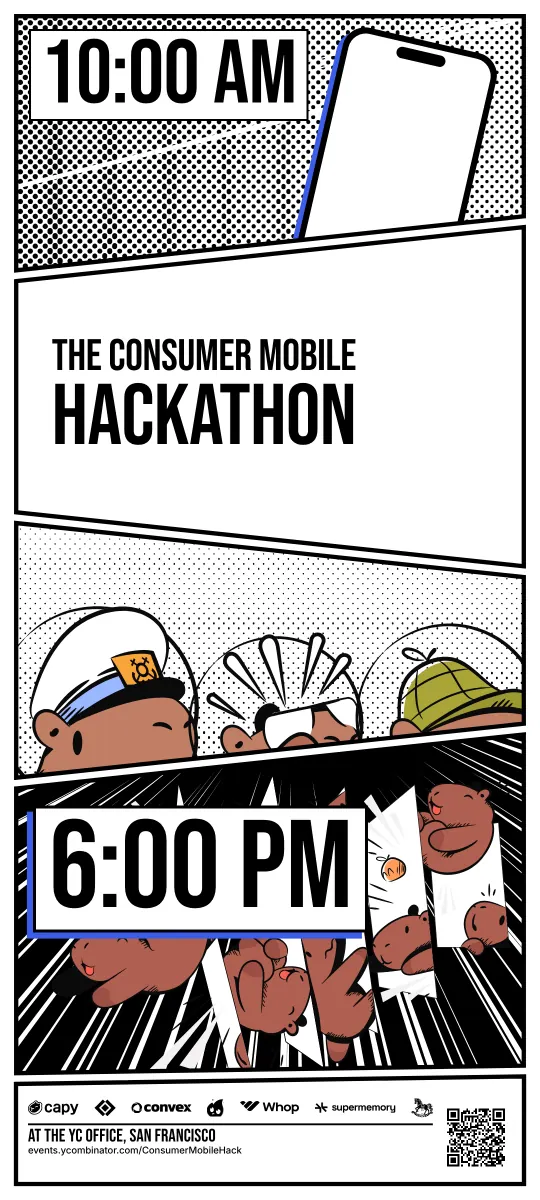 10:00 AM
THE CONSUMER MOBILE
HACKATHON
6:00 PM
capy convex Whop supermemory
AT THE YC OFFICE, SAN FRANCISCO
events.ycombinator.com/ConsumerMobileHack